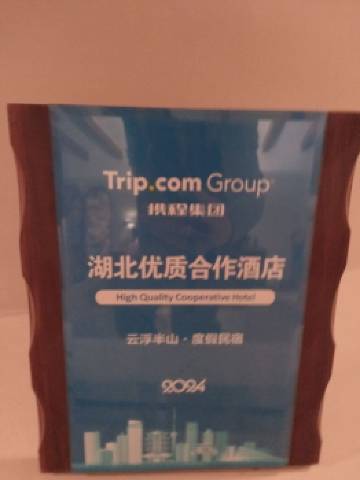 Trip.com Group
携程集团
湖北优质合作酒店
High Quality Cooperative Hotel
云浮半山·度假民宿
2024